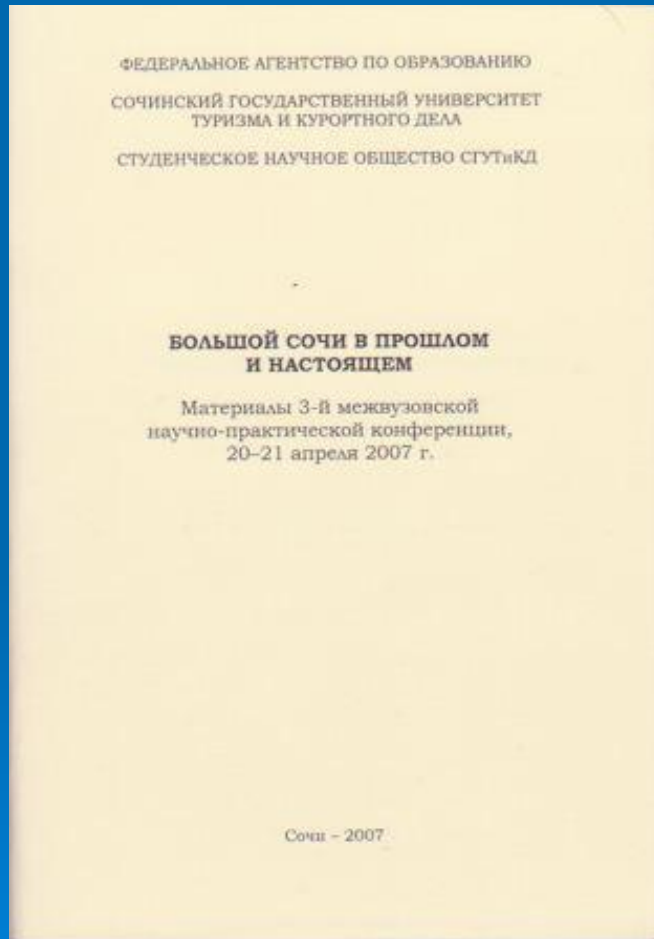 ФЕДЕРАЛЬНОЕ АГЕНТСТВО ПО ОБРАЗОВАНИЮ
СОЧИНСКИЙ ГОСУДАРСТВЕННЫЙ УНИВЕРСИТЕТ
ТУРИЗМА И КУРОРТНОГО ДЕЛА
СТУДЕНЧЕСКОЕ НАУЧНОЕ ОБЩЕСТВО СГУТиКД
БОЛЬШОЙ СОЧИ В ПРОШЛОМ
И НАСТОЯЩЕМ
Материалы 3-й межвузовской
научно-практической конференции,
20–21 апреля 2007 г.
Сочи – 2007